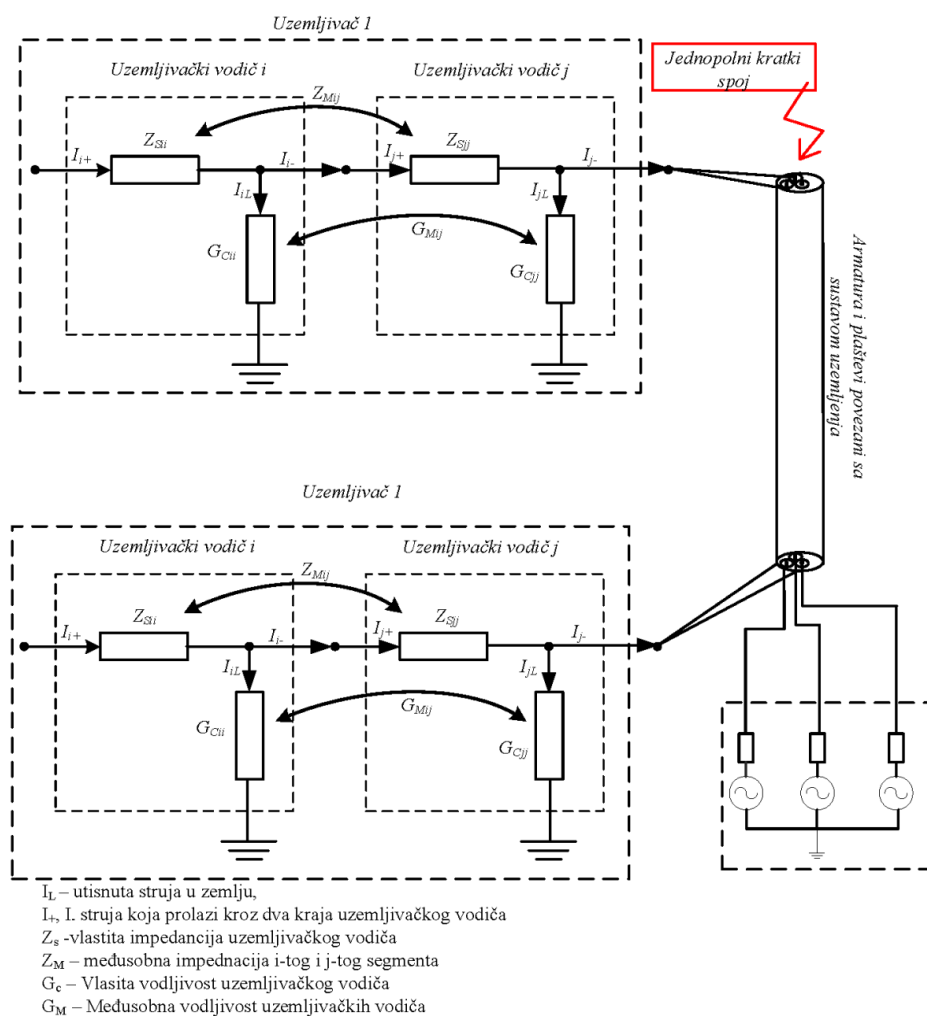 Uzemljivač 1
Jednopolni kratki
spoj
Uzemljivački vodič i
Uzemljivački vodič j
Z_Mij
Z_Sii
Z_Sjj
I_i+
I_i-
I_j+
I_j-
I_iL
I_jL
G_Mij
G_Cii
G_Cjj
Armatura i plaštevi povezani sa
sustavom uzemljenja
Uzemljivač 1
Uzemljivački vodič i
Uzemljivački vodič j
Z_Mij
Z_Sii
Z_Sjj
I_i+
I_i-
I_j+
I_j-
I_iL
I_jL
G_Mij
G_Cii
G_Cjj
I_L – utisnuta struja u zemlju,
I_+, I_- struja koja prolazi kroz dva kraja uzemljivačkog vodiča
Z_s -vlastita impedancija uzemljivačkog vodiča
Z_M – međusobna impednacija i-tog i j-tog segmenta
G_c – Vlasita vodljivost uzemljivačkog vodiča
G_M – Međusobna vodljivost uzemljivačkih vodiča